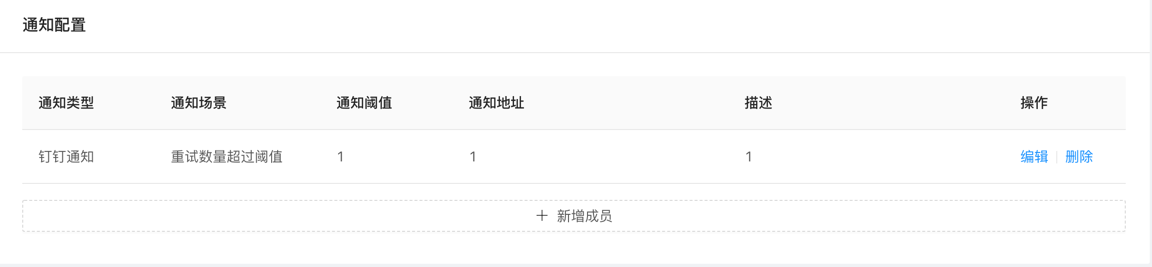 通知配置
通知类型 通知场景 通知阈值 通知地址 描述 操作
钉钉通知 重试数量超过阈值 1 1 1 编辑 删除
+ 新增成员